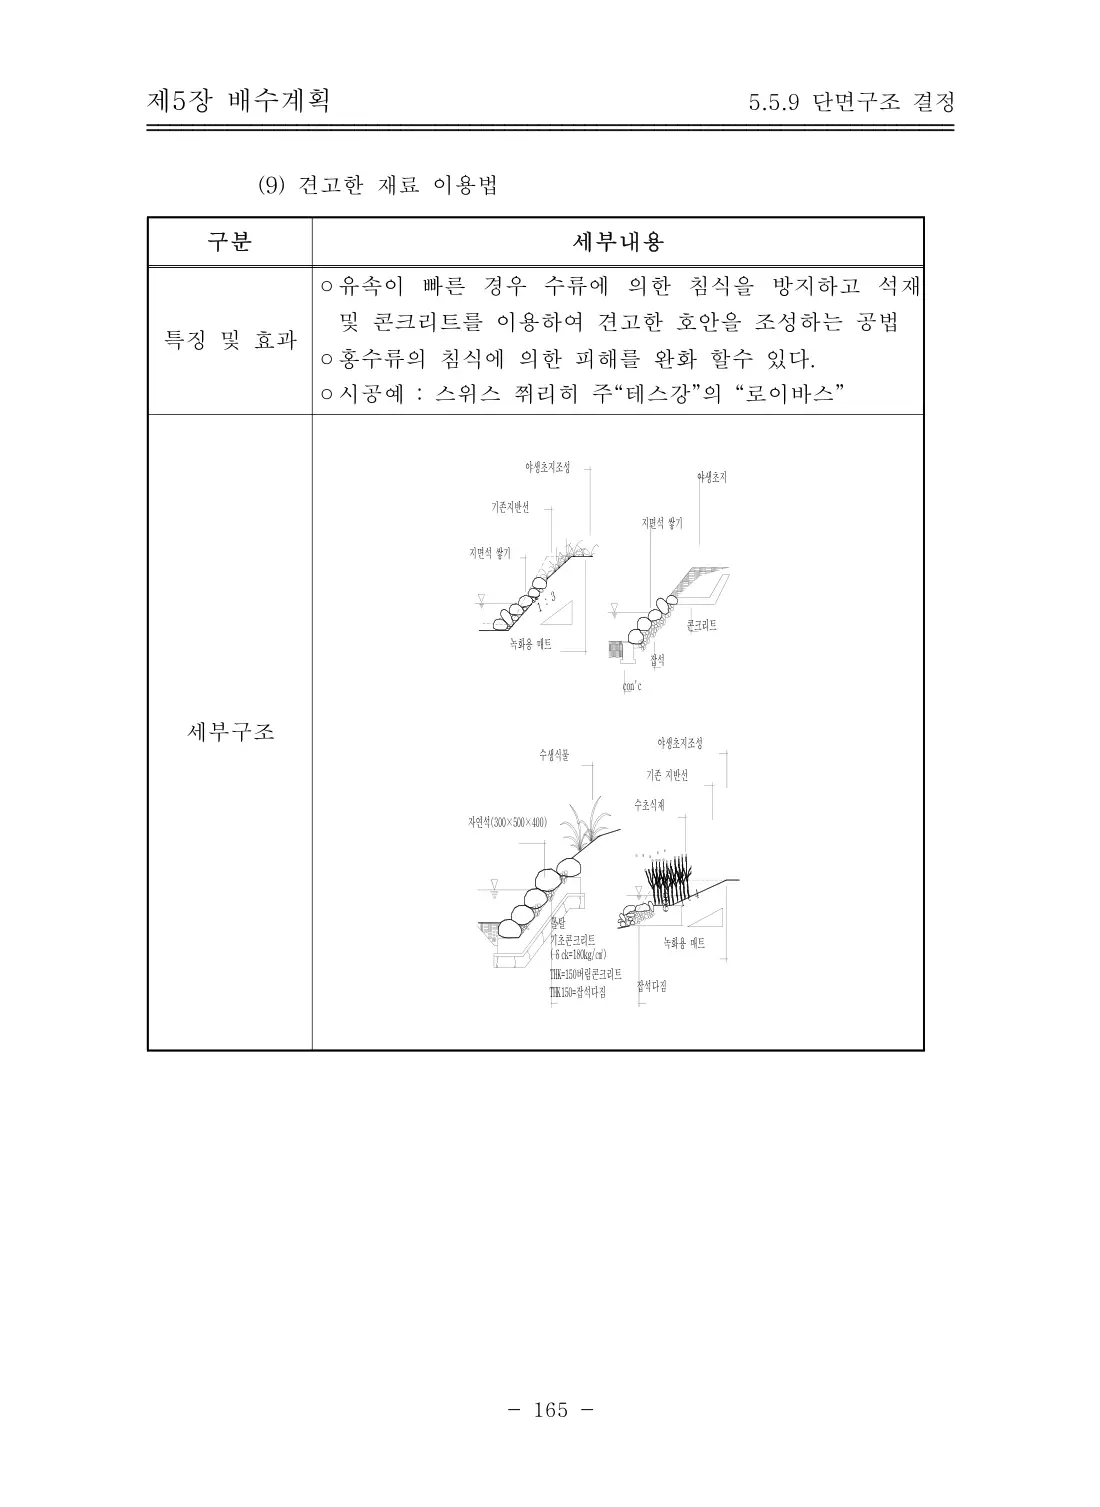 제5장 배수계획
5.5.9 단면구조 결정
(9) 견고한 재료 이용법
구분
세부내용
특징 및 효과
○ 유속이 빠른 경우 수류에 의한 침식을 방지하고 석재
및 콘크리트를 이용하여 견고한 호안을 조성하는 공법
○ 홍수류의 침식에 의한 피해를 완화 할수 있다.
○ 시공예 : 스위스 쮜리히 주“테스강”의 “로이바스”
세부구조
야생초지조성
기존지반선
지면석 쌓기
1 : 3
녹화용 매트
야생초지
지면석 쌓기
콘크리트
잡석
con'c
수생식물
자연석(300×500×400)
몰탈
기초콘크리트
(-δck=180kg/㎠)
THK=150버림콘크리트
THK150=잡석다짐
야생초지조성
기존 지반선
수초식재
녹화용 매트
잡석다짐
- 165 -